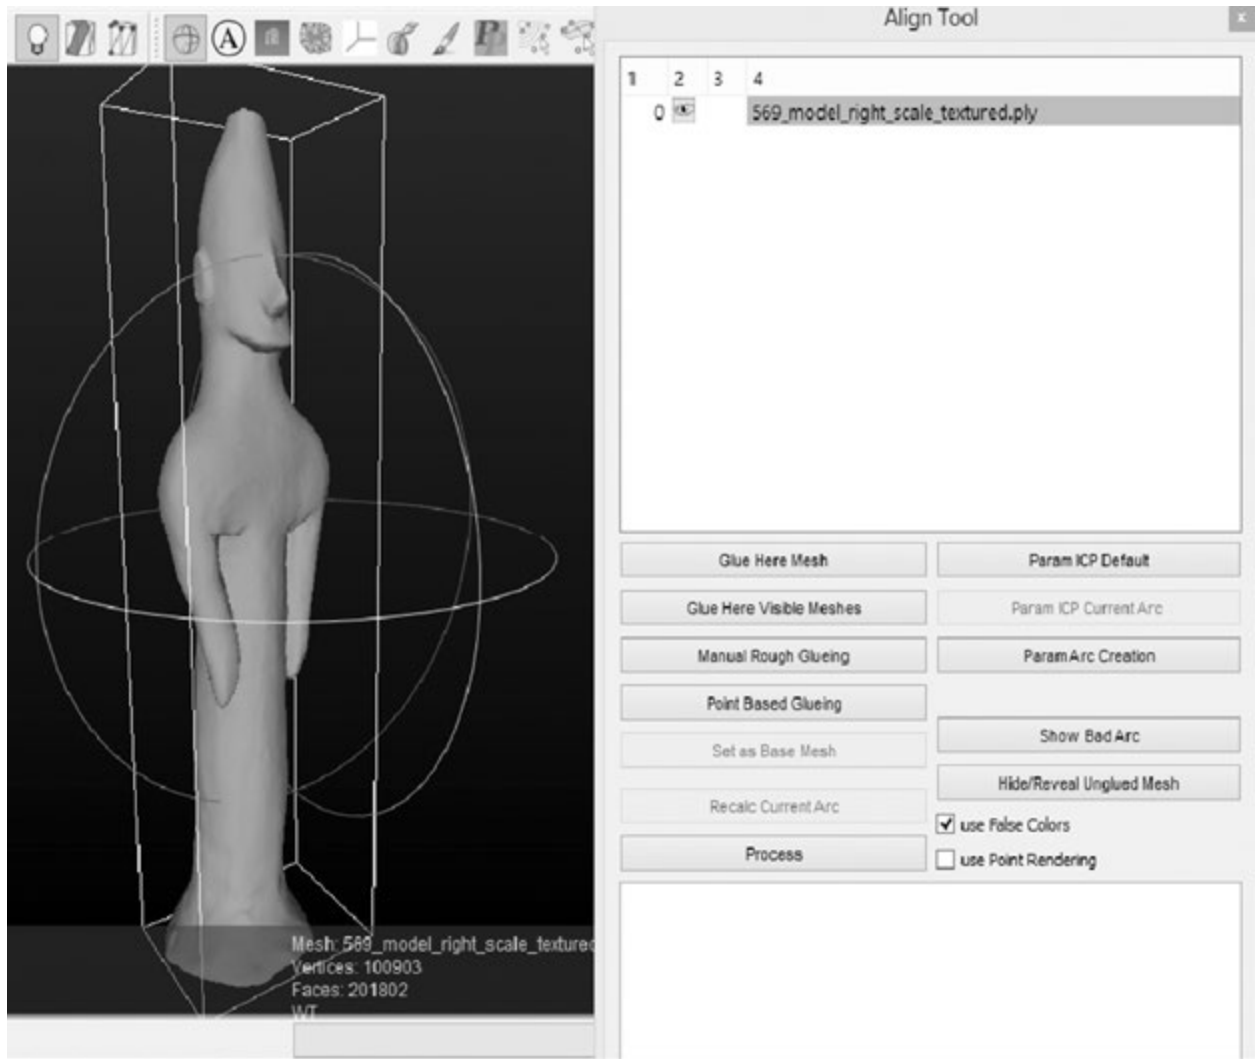 Align Tool
x
A
P
1 2 3 4
0 569_model_right_scale_textured.ply
Glue Here Mesh
Param ICP Default
Glue Here Visible Meshes
Param ICP Current Arc
Manual Rough Glueing
Param Arc Creation
Point Based Glueing
Set as Base Mesh
Show Bad Arc
Hide/Reveal Unglued Mesh
Recalc Current Arc
use False Colors
Process
use Point Rendering
Mesh: 569_model_right_scale_textured
Vertices: 100903
Faces: 201802
WT